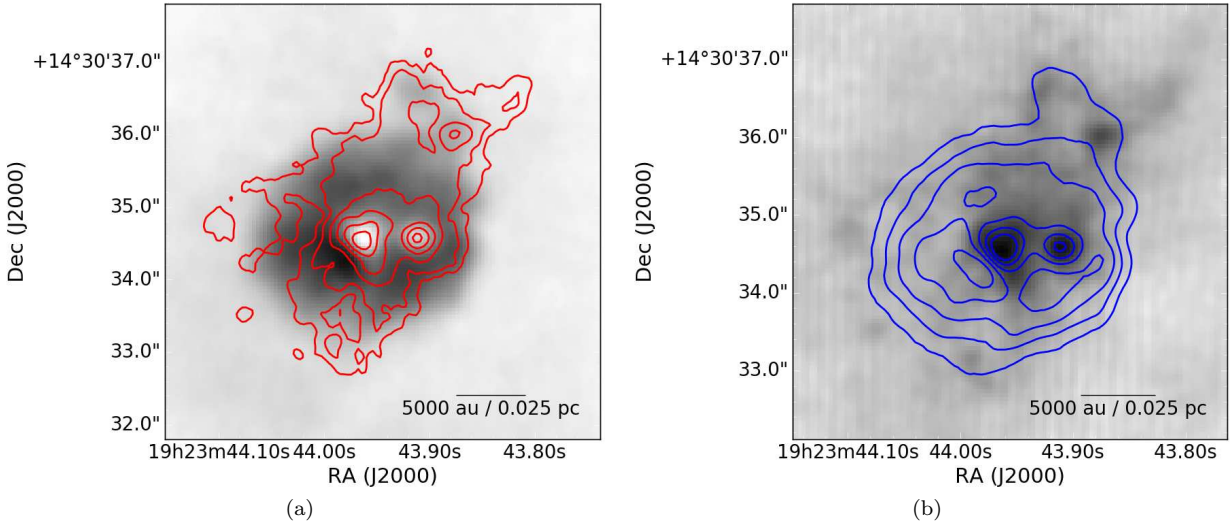 +14°30'37.0"
36.0"
35.0"
34.0"
33.0"
32.0"
Dec (J2000)
5000 au / 0.025 pc
19h23m44.10s 44.00s 43.90s 43.80s
RA (J2000)
(a)
+14°30'37.0"
36.0"
35.0"
34.0"
33.0"
Dec (J2000)
5000 au / 0.025 pc
19h23m44.10s 44.00s 43.90s 43.80s
RA (J2000)
(b)